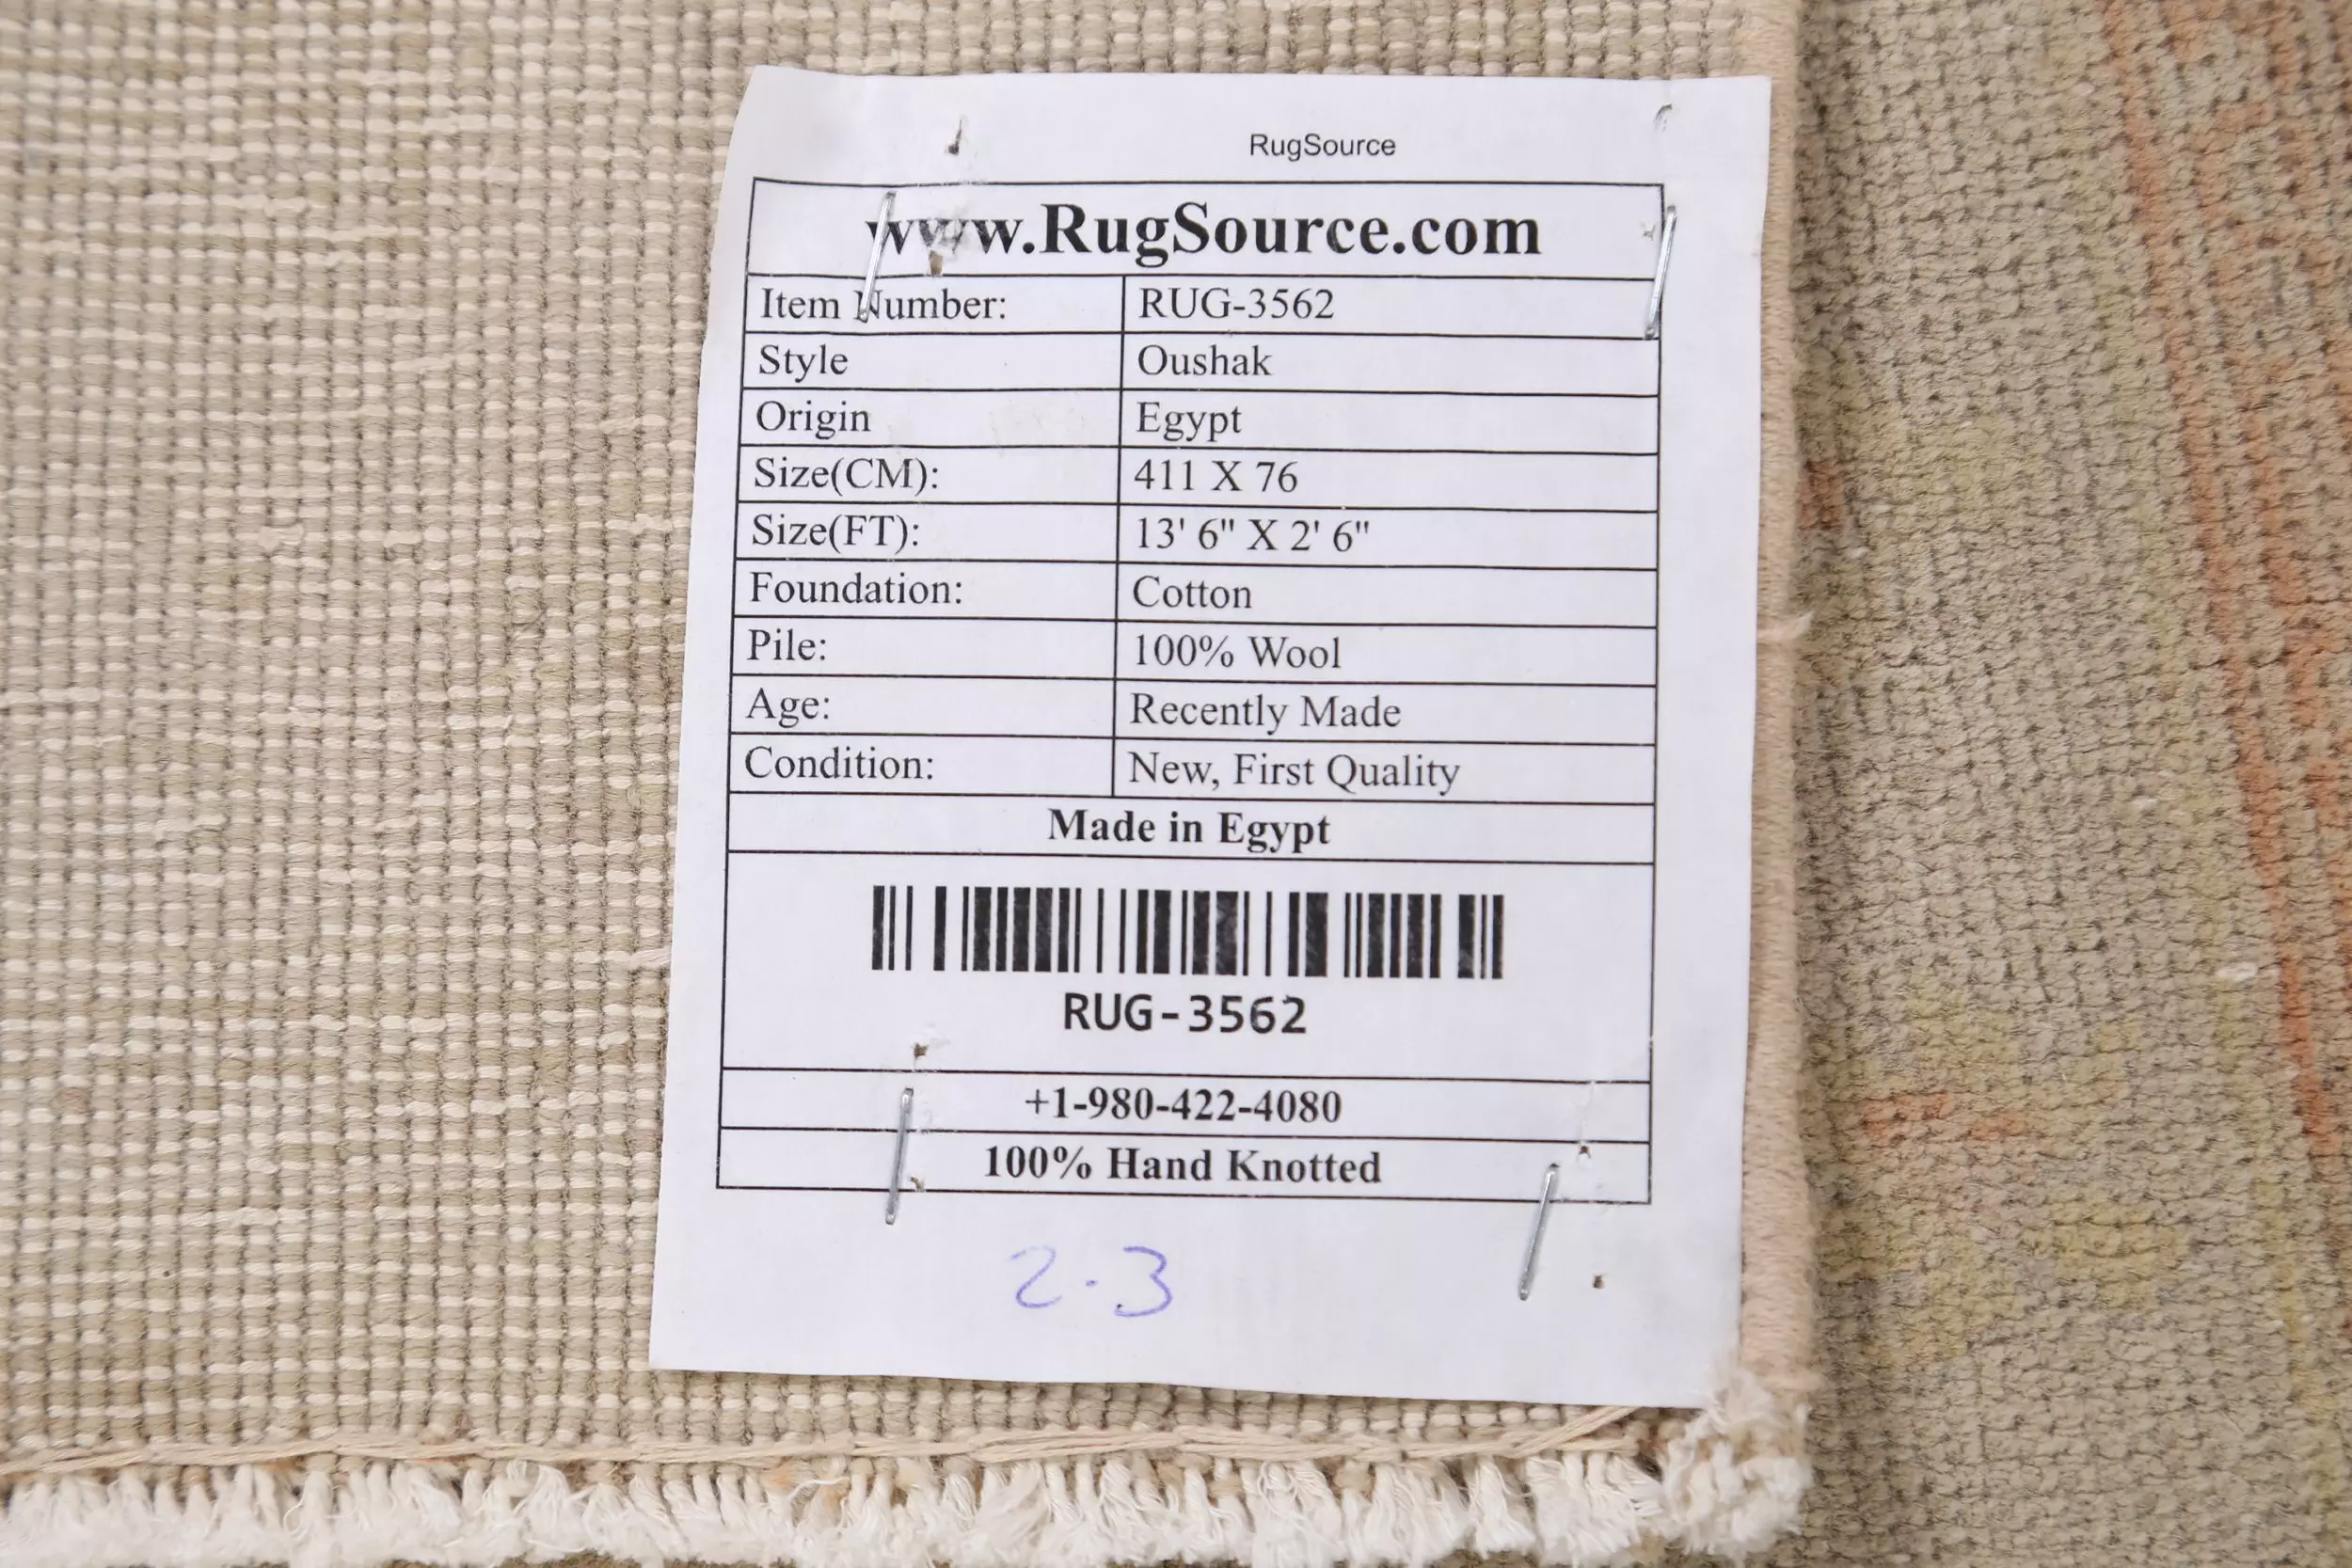 RugSource
www.RugSource.com
Item Number: RUG-3562
Style Oushak
Origin Egypt
Size(CM): 411 X 76
Size(FT): 13' 6" X 2' 6"
Foundation: Cotton
Pile: 100% Wool
Age: Recently Made
Condition: New, First Quality
Made in Egypt
RUG-3562
+1-980-422-4080
100% Hand Knotted
2-3